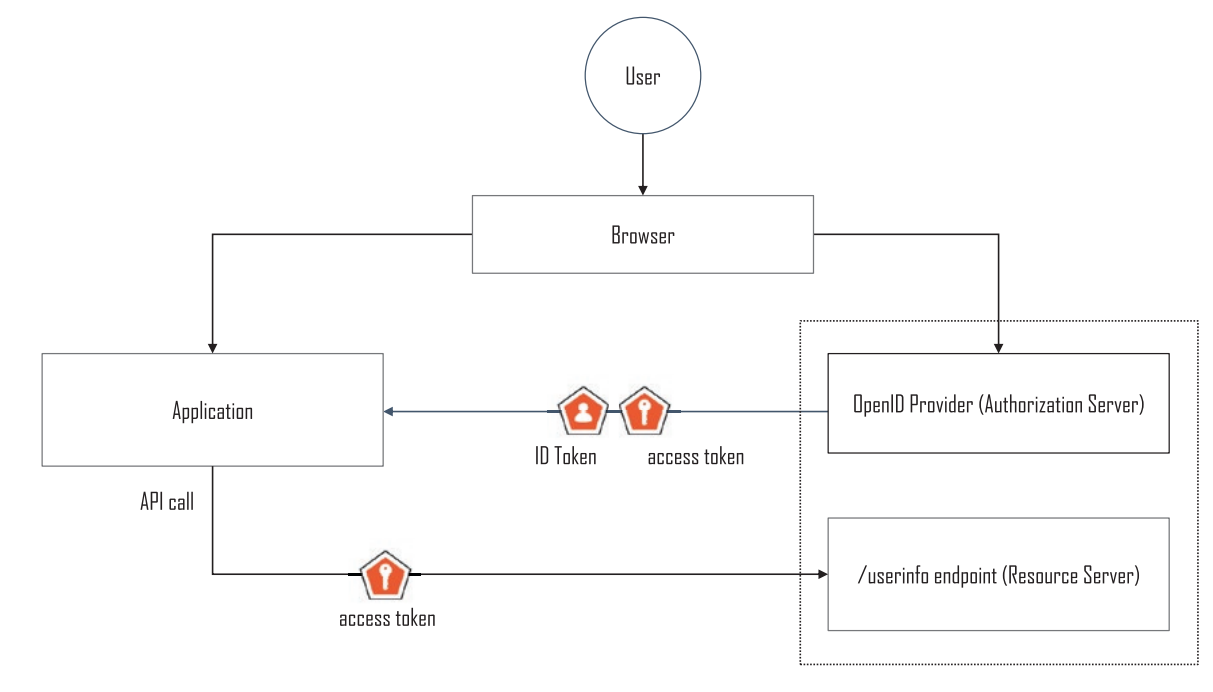 User
Browser
Application
OpenID Provider (Authorization Server)
ID Token
access token
API call
/userinfo endpoint (Resource Server)
access token